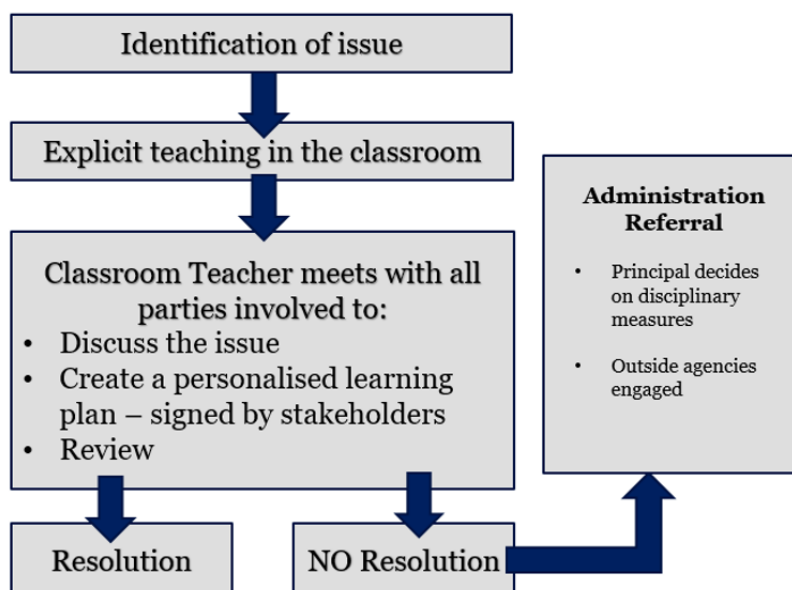 Identification of issue
Explicit teaching in the classroom
Classroom Teacher meets with all
parties involved to:
• Discuss the issue
• Create a personalised learning
plan – signed by stakeholders
• Review
Resolution
NO Resolution
Administration
Referral
• Principal decides
on disciplinary
measures
• Outside agencies
engaged